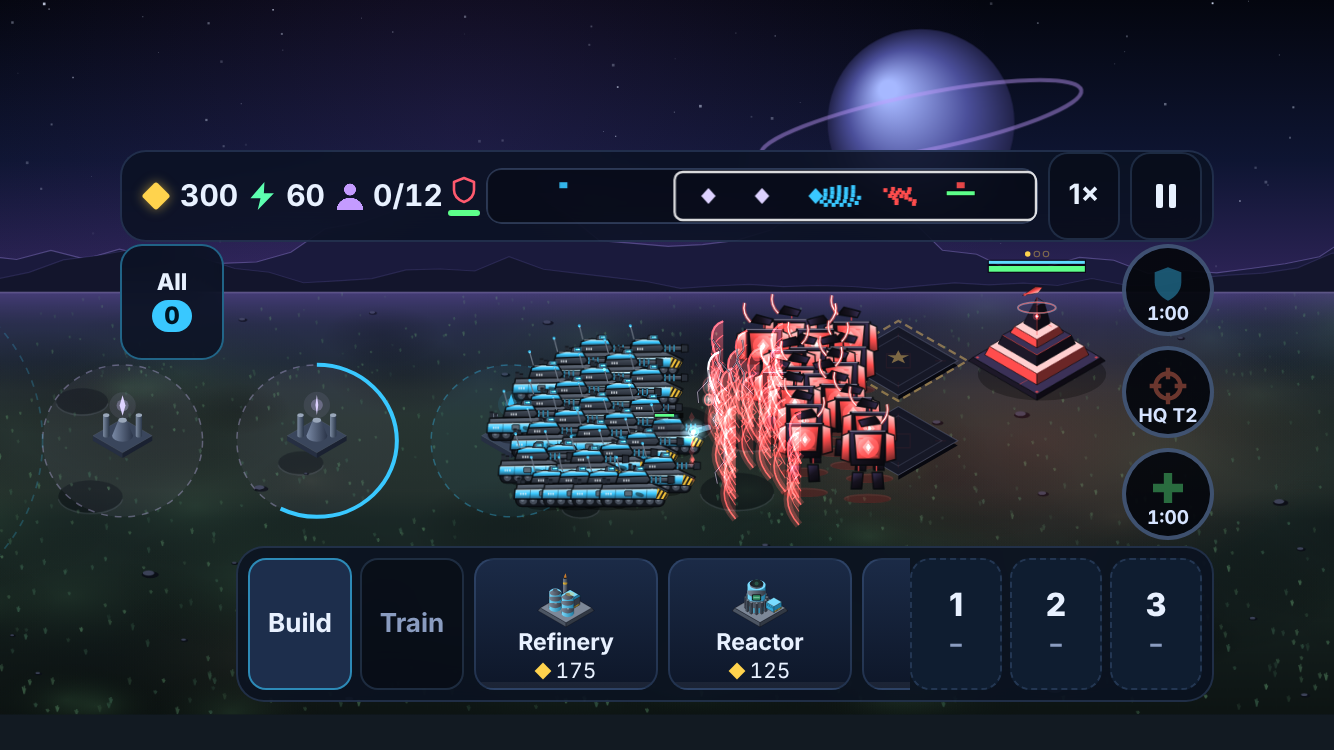 300 60 0/12 1×
All
0
1:00
HQ T2
1:00
Build Train
Refinery
175
Reactor
125
1
–
2
–
3
–